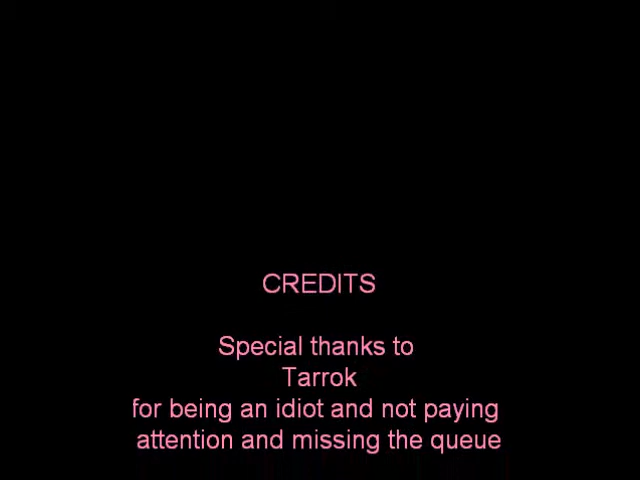 CREDITS
Special thanks to
Tarrok
for being an idiot and not paying
attention and missing the queue